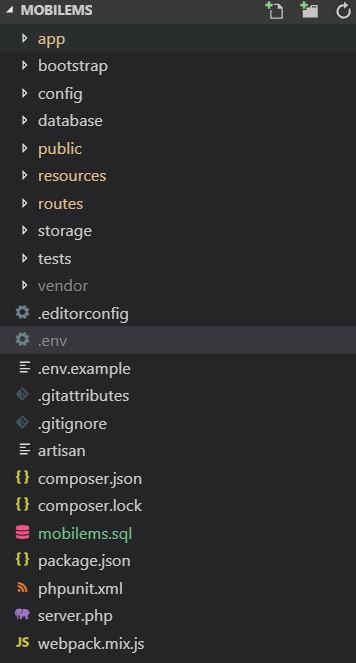 MOBILEMS
app
bootstrap
config
database
public
resources
routes
storage
tests
vendor
.editorconfig
.env
.env.example
.gitattributes
.gitignore
artisan
{} composer.json
{} composer.lock
mobilems.sql
{} package.json
phpunit.xml
server.php
JS webpack.mix.js